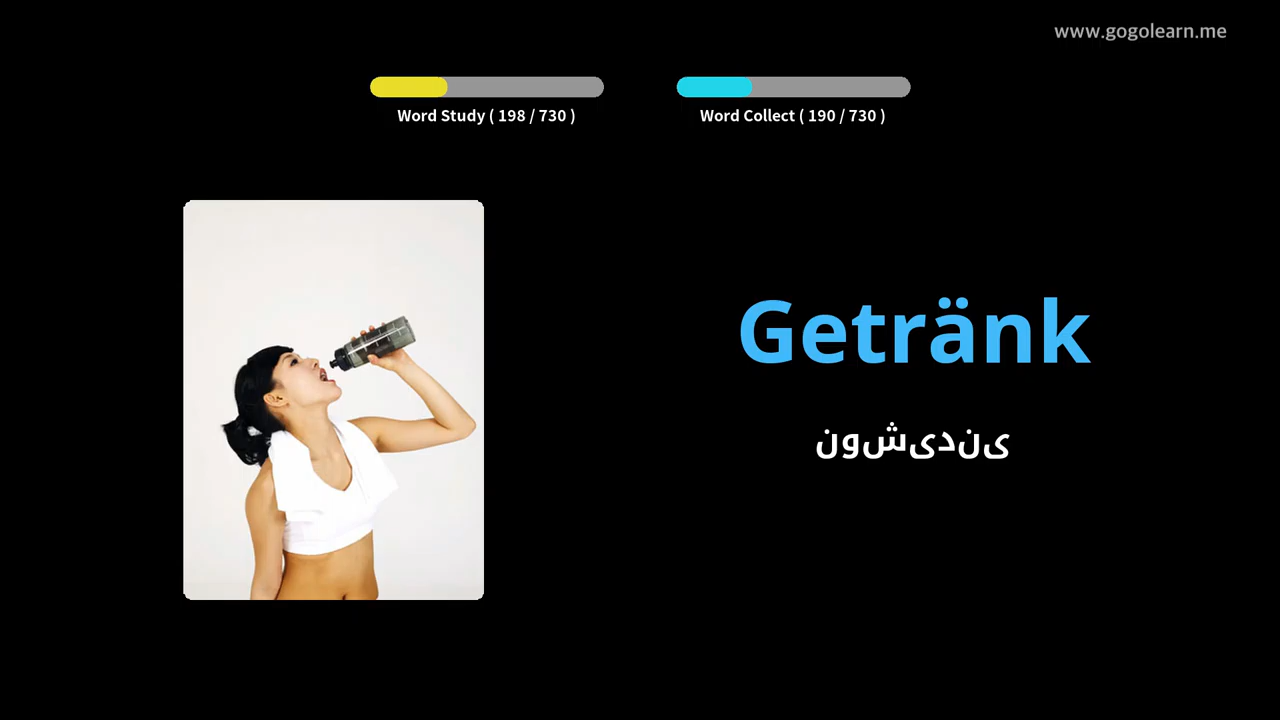 www.gogolearn.me
Word Study ( 198 / 730 )
Word Collect ( 190 / 730 )
Getränk
نوشیدنی